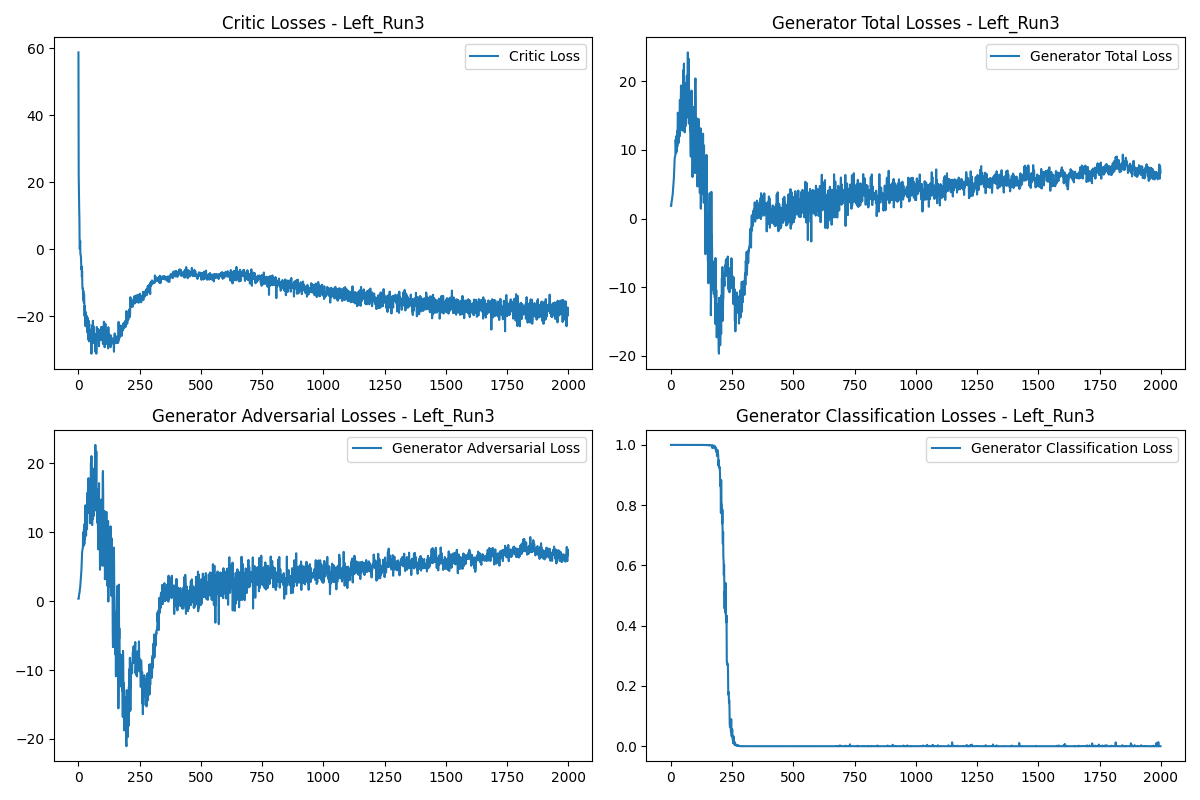 Critic Losses - Left_Run3
Critic Loss
60
40
20
0
−20
0 250 500 750 1000 1250 1500 1750 2000
Generator Total Losses - Left_Run3
Generator Total Loss
20
10
0
−10
−20
0 250 500 750 1000 1250 1500 1750 2000
Generator Adversarial Losses - Left_Run3
Generator Adversarial Loss
20
10
0
−10
−20
0 250 500 750 1000 1250 1500 1750 2000
Generator Classification Losses - Left_Run3
Generator Classification Loss
1.0
0.8
0.6
0.4
0.2
0.0
0 250 500 750 1000 1250 1500 1750 2000